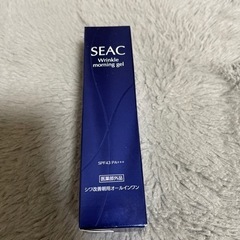 SEAC
Wrinkle
morning gel
SPF43 PA+++
医薬部外品
シワ改善朝用オールインワン